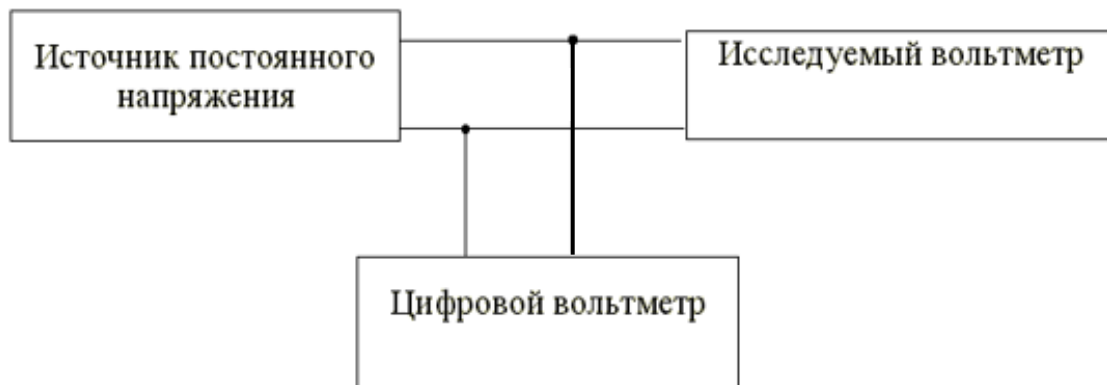 Источник постоянного
напряжения
Исследуемый вольтметр
Цифровой вольтметр